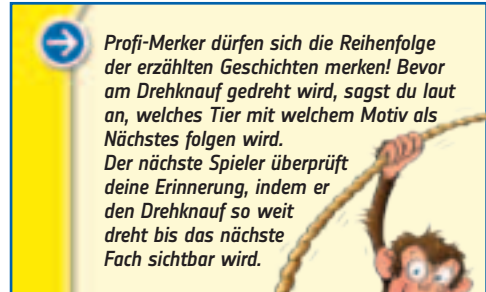 Profi-Merker dürfen sich die Reihenfolge
der erzählten Geschichten merken! Bevor
am Drehknauf gedreht wird, sagst du laut
an, welches Tier mit welchem Motiv als
Nächstes folgen wird.
Der nächste Spieler überprüft
deine Erinnerung, indem er
den Drehknauf so weit
dreht bis das nächste
Fach sichtbar wird.